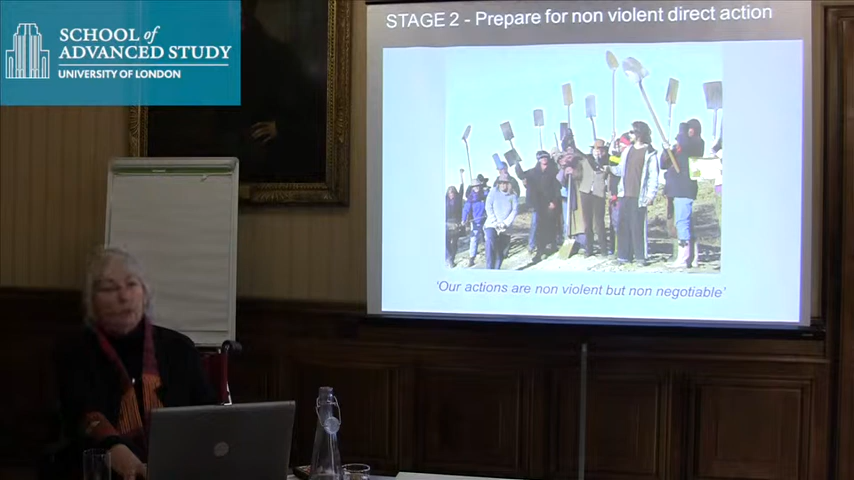 SCHOOL of
ADVANCED STUDY
UNIVERSITY OF LONDON
STAGE 2 - Prepare for non violent direct action
'Our actions are non violent but non negotiable'